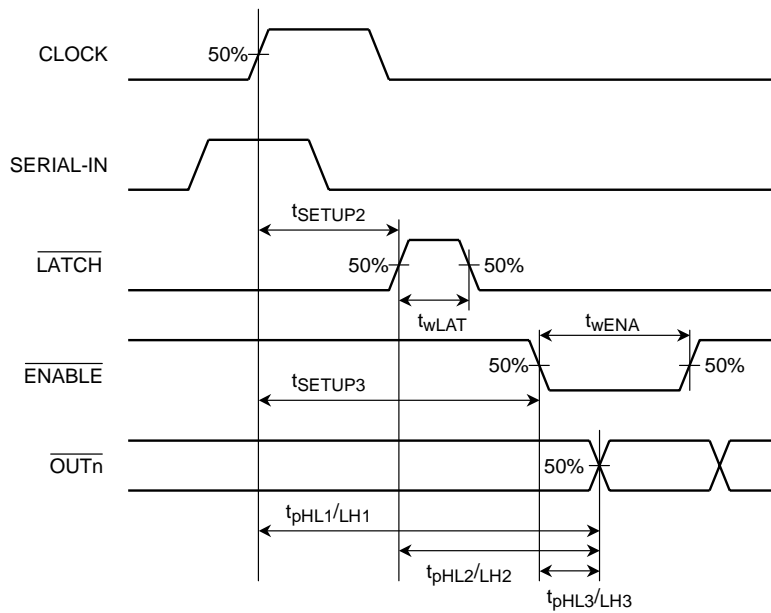 CLOCK
50%
SERIAL-IN
tSETUP2
LATCH
50%
50%
twLAT
twENA
ENABLE
50%
50%
tSETUP3
OUTn
50%
tpHL1/LH1
tpHL2/LH2
tpHL3/LH3